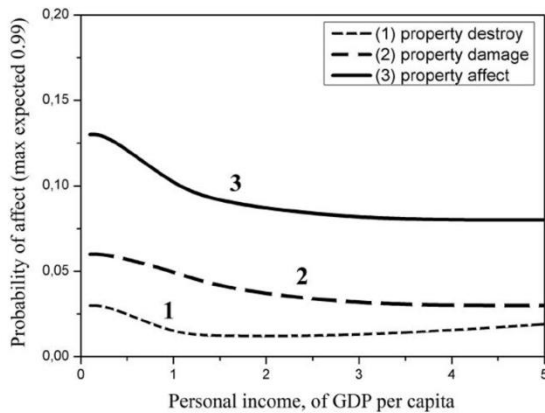 0,20
(1) property destroy
(2) property damage
(3) property affect
0,15
3
0,10
2
0,05
1
0,00
0 1 2 3 4 5
Probability of affect (max expected 0.99)
Personal income, of GDP per capita